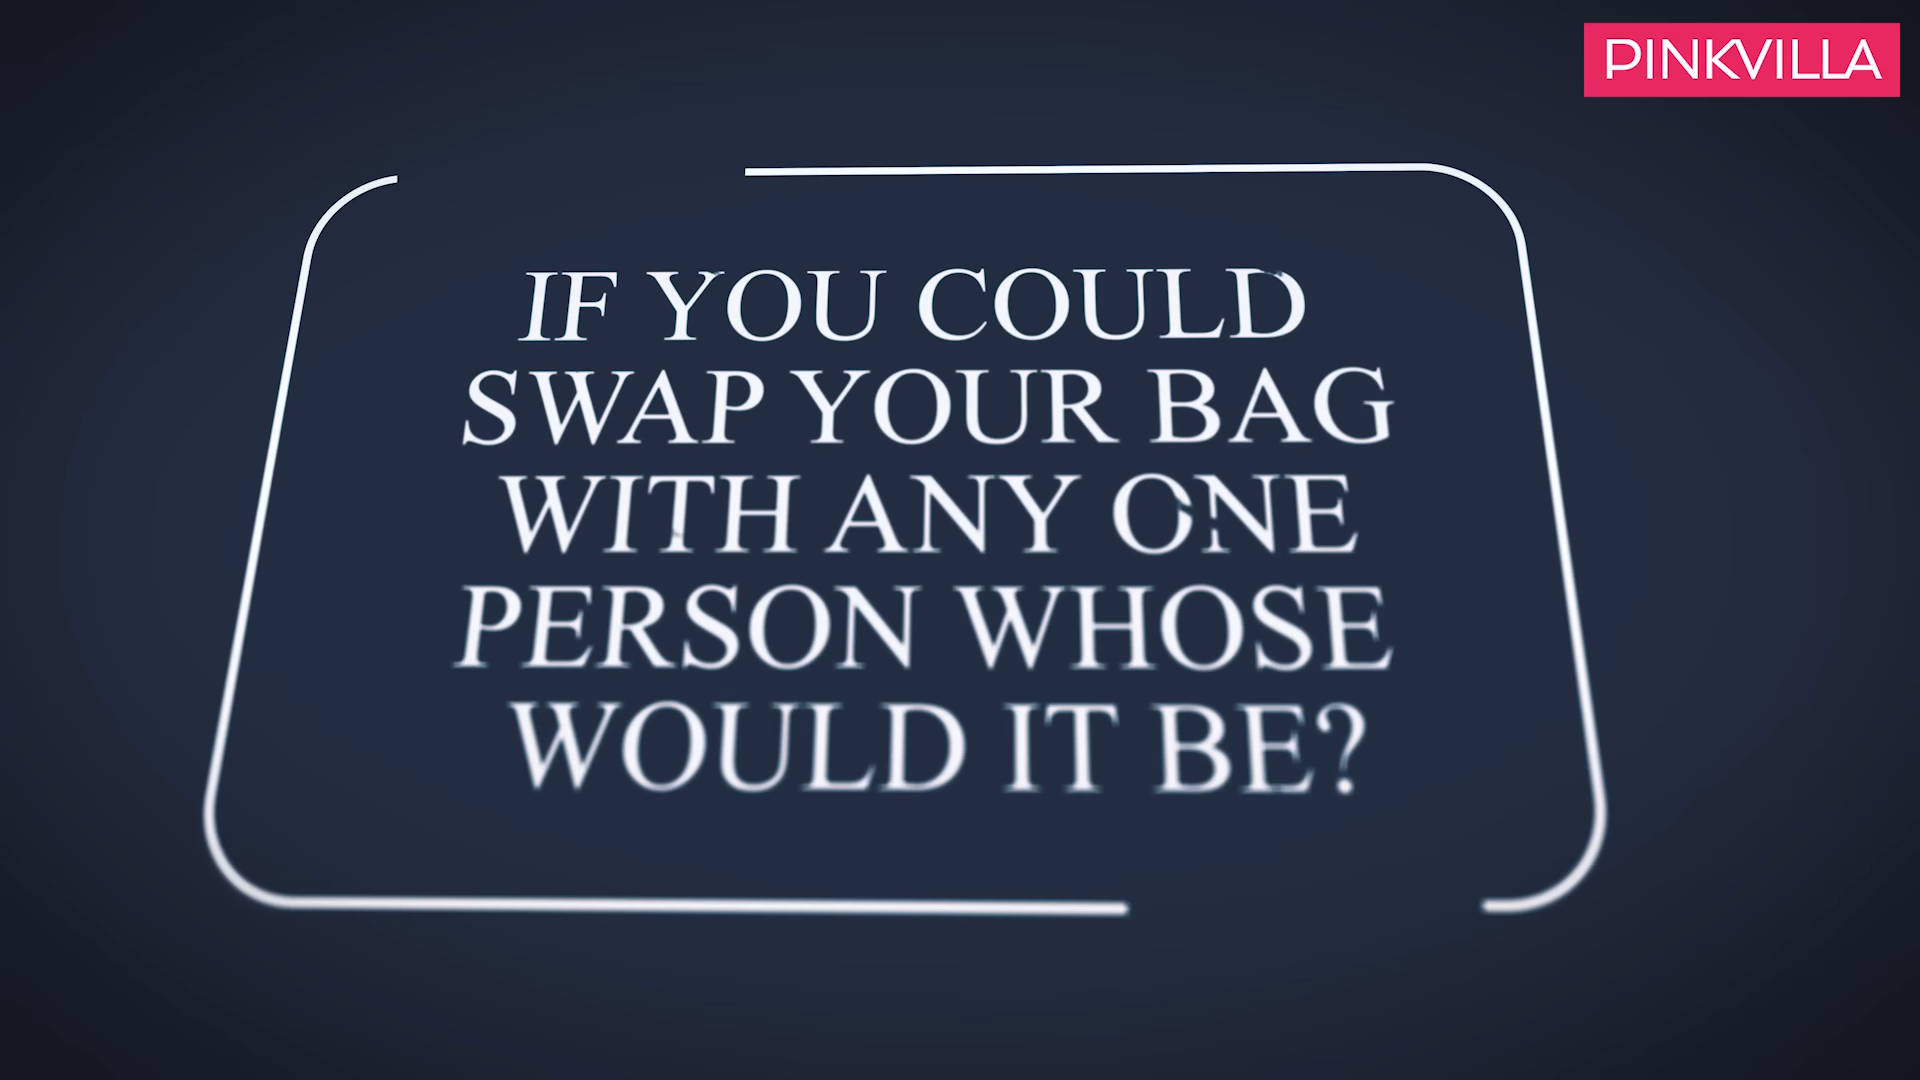 PINKVILLA
IF YOU COULD
SWAP YOUR BAG
WITH ANY ONE
PERSON WHOSE
WOULD IT BE?